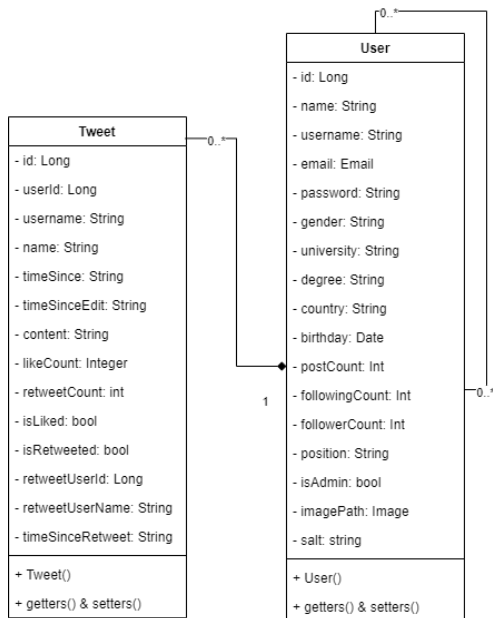 0..*
User
- id: Long
- name: String
- username: String
- email: Email
- password: String
- gender: String
- university: String
- degree: String
- country: String
- birthday: Date
- postCount: Int
- followingCount: Int
- followerCount: Int
- position: String
- isAdmin: bool
- imagePath: Image
- salt: string
+ User()
+ getters() & setters()
0..*
Tweet
0..*
- id: Long
- userId: Long
- username: String
- name: String
- timeSince: String
- timeSinceEdit: String
- content: String
- likeCount: Integer
- retweetCount: int
- isLiked: bool
- isRetweeted: bool
- retweetUserId: Long
- retweetUserName: String
- timeSinceRetweet: String
+ Tweet()
+ getters() & setters()
1